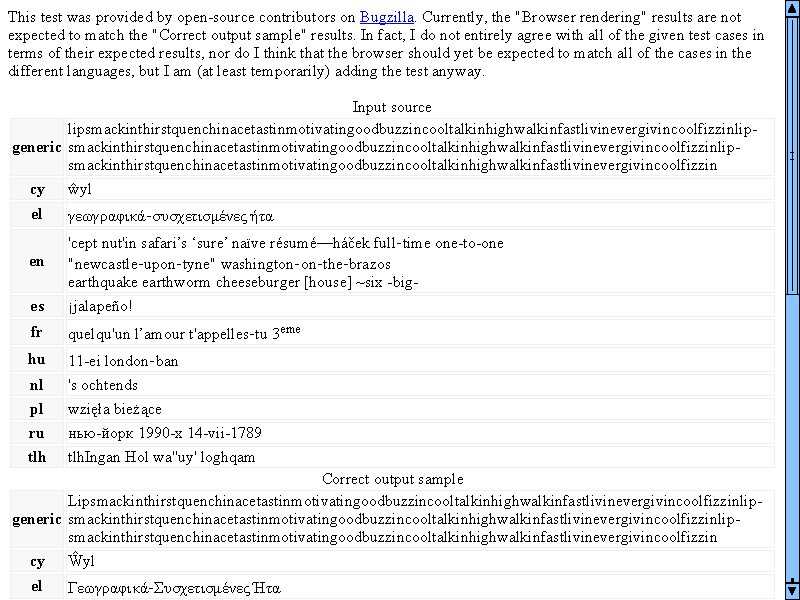 This test was provided by open-source contributors on Bugzilla. Currently, the "Browser rendering" results are not
expected to match the "Correct output sample" results. In fact, I do not entirely agree with all of the given test cases in
terms of their expected results, nor do I think that the browser should yet be expected to match all of the cases in the
different languages, but I am (at least temporarily) adding the test anyway.
Input source
generic lipsmackinthirstquenchinacetastinmotivatingoodbuzzincooltalkinhighwalkinfastlivinevergivincoolfizzinlip-
smackinthirstquenchinacetastinmotivatingoodbuzzincooltalkinhighwalkinfastlivinevergivincoolfizzinlip-
smackinthirstquenchinacetastinmotivatingoodbuzzincooltalkinhighwalkinfastlivinevergivincoolfizzin
cy ŵyl
el γεωγραφικά-συσχετισμένες ήτα
en 'cept nut'in safari’s ‘sure’ naïve résumé—háček full-time one-to-one
"newcastle-upon-tyne" washington-on-the-brazos
earthquake earthworm cheeseburger [house] ~six -big-
es ¡jalapeño!
fr quelqu'un l’amour t'appelles-tu 3eme
hu 11-ei london-ban
nl 's ochtends
pl wzięła bieżące
ru нью-йорк 1990-х 14-vii-1789
tlh tlhIngan Hol wa"uy' loghqam
Correct output sample
generic Lipsmackinthirstquenchinacetastinmotivatingoodbuzzincooltalkinhighwalkinfastlivinevergivincoolfizzinlip-
smackinthirstquenchinacetastinmotivatingoodbuzzincooltalkinhighwalkinfastlivinevergivincoolfizzinlip-
smackinthirstquenchinacetastinmotivatingoodbuzzincooltalkinhighwalkinfastlivinevergivincoolfizzin
cy Ŵyl
el Γεωγραφικά-Συσχετισμένες Ήτα